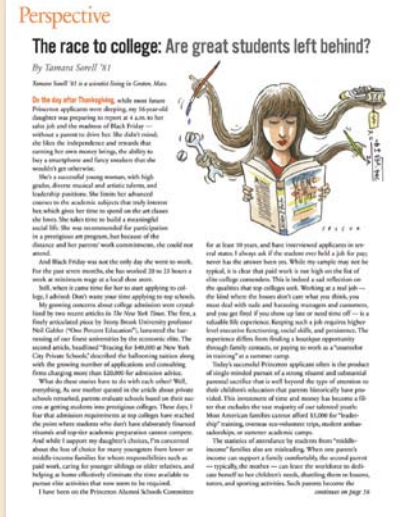 Perspective
The race to college: Are great students left behind?
By Tamara Sorell '81
Tamara Sorell '81 is a scientist living in Groton, Mass.
On the day after Thanksgiving, while most future
Princeton applicants were sleeping, my 16-year-old
daughter was preparing to report at 4 a.m. to her
sales job and the madness of Black Friday —
without a parent to drive her. She didn't mind;
she likes the independence and rewards that
earning her own money brings, the ability to
buy a smartphone and fancy sneakers that she
wouldn't get otherwise.
She's a successful young woman, with high
grades, diverse musical and artistic talents, and
leadership positions. She limits her advanced
courses to the academic subjects that truly interest
her, which gives her time to spend on the art classes
she loves. She takes time to build a meaningful
social life. She was recommended for participation
in a prestigious art program, but because of the
distance and her parents' work commitments, she could not
attend.
And Black Friday was not the only day she went to work.
For the past seven months, she has worked 20 to 25 hours a
week at minimum wage at a local shoe store.
Still, when it came time for her to start applying to col-
lege, I advised: Don't waste your time applying to top schools.
My growing concerns about college admission were crystal-
lized by two recent articles in The New York Times. The first, a
finely articulated piece by Stony Brook University professor
Neil Gabler ("One Percent Education"), lamented the har-
vesting of our finest universities by the economic elite. The
second article, headlined "Bracing for $40,000 at New York
City Private Schools," described the ballooning tuition along
with the growing number of applications and consulting
firms charging more than $20,000 for admission advice.
What do these stories have to do with each other? Well,
everything. As one mother quoted in the article about private
schools remarked, parents evaluate schools based on their suc-
cess at getting students into prestigious colleges. These days, I
fear that admission requirements at top colleges have reached
the point where students who don't have elaborately financed
résumés and top-tier academic preparation cannot compete.
And while I support my daughter's choices, I'm concerned
about the loss of choice for many youngsters from lower- or
middle-income families for whom responsibilities such as
paid work, caring for younger siblings or older relatives, and
helping at home effectively eliminate the time available to
pursue elite activities that now seem to be required.
I have been on the Princeton Alumni Schools Committee
for at least 10 years, and have interviewed applicants in sev-
eral states. I always ask if the student ever held a job for pay;
never has the answer been yes. While my sample may not be
typical, it is clear that paid work is not high on the list of
elite-college contenders. This is indeed a sad reflection on
the qualities that top colleges seek. Working at a real job —
the kind where the bosses don't care what you think, you
must deal with rude and harassing managers and customers,
and you get fired if you show up late or need time off — is a
valuable life experience. Keeping such a job requires higher-
level executive functioning, social skills, and persistence. The
experience differs from finding a boutique opportunity
through family contacts, or paying to work as a "counselor
in training" at a summer camp.
Today's successful Princeton applicant often is the product
of single-minded pursuit of a strong résumé and substantial
parental sacrifice that is well beyond the type of attention to
their children's education that parents historically have pro-
vided. This investment of time and money has become a fil-
ter that excludes the vast majority of our talented youth.
Most American families cannot afford $3,000 for "leader-
ship" training, overseas eco-volunteer trips, student ambas-
sadorships, or summer academic camps.
The statistics of attendance by students from "middle-
income" families also are misleading. When one parent's
income can support a family comfortably, the second parent
— typically, the mother — can leave the workforce to dedi-
cate herself to her children's needs, shuttling them to lessons,
tutors, and sporting activities. Such parents become the
continues on page 16